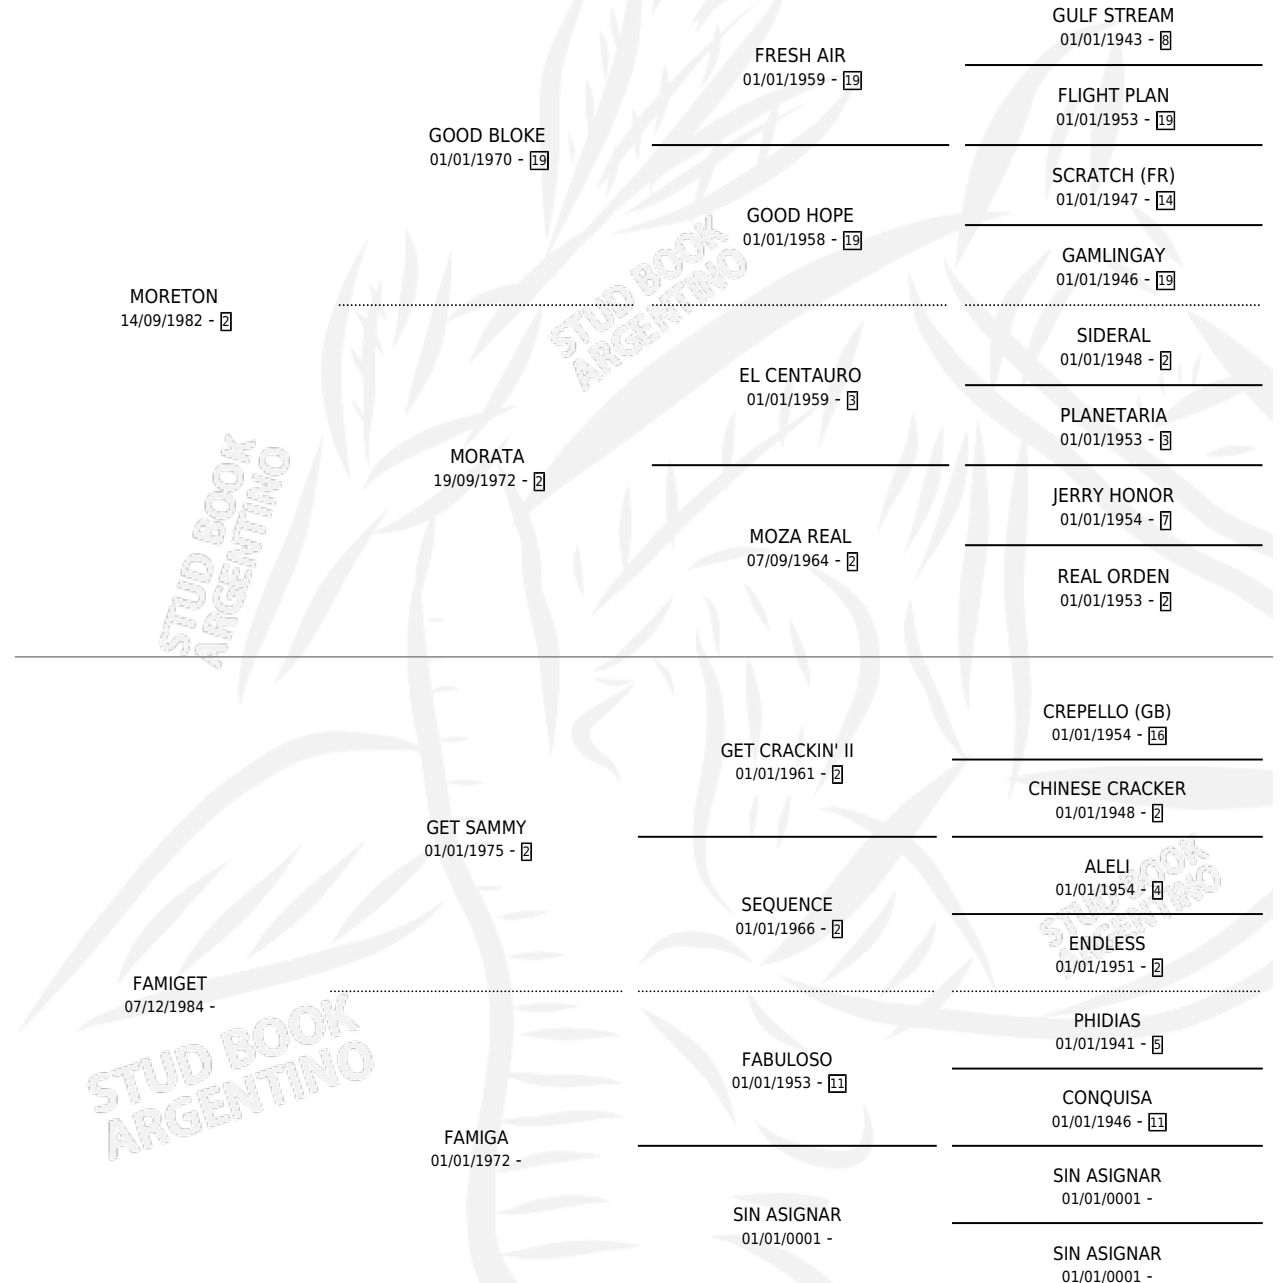 GULF STREAM
01/01/1943 - 8
FRESH AIR
01/01/1959 - 19
FLIGHT PLAN
01/01/1953 - 19
GOOD BLOKE
01/01/1970 - 19
SCRATCH (FR)
01/01/1947 - 14
GOOD HOPE
01/01/1958 - 19
GAMLINGAY
01/01/1946 - 19
MORETON
14/09/1982 - 2
SIDERAL
01/01/1948 - 2
EL CENTAURO
01/01/1959 - 3
PLANETARIA
01/01/1953 - 3
MORATA
19/09/1972 - 2
JERRY HONOR
01/01/1954 - 7
MOZA REAL
07/09/1964 - 2
REAL ORDEN
01/01/1953 - 2
STUD BOOK
ARGENTINO
STUD BOOK
ARGENTINO
CREPELLO (GB)
01/01/1954 - 16
GET CRACKIN' II
01/01/1961 - 2
CHINESE CRACKER
01/01/1948 - 2
GET SAMMY
01/01/1975 - 2
ALELI
01/01/1954 - 4
SEQUENCE
01/01/1966 - 2
ENDLESS
01/01/1951 - 2
FAMIGET
07/12/1984 -
PHIDIAS
01/01/1941 - 5
FABULOSO
01/01/1953 - 11
CONQUISA
01/01/1946 - 11
FAMIGA
01/01/1972 -
SIN ASIGNAR
01/01/0001 -
SIN ASIGNAR
01/01/0001 -
SIN ASIGNAR
01/01/0001 -
STUD BOOK
ARGENTINO
STUD BOOK
ARGENTINO